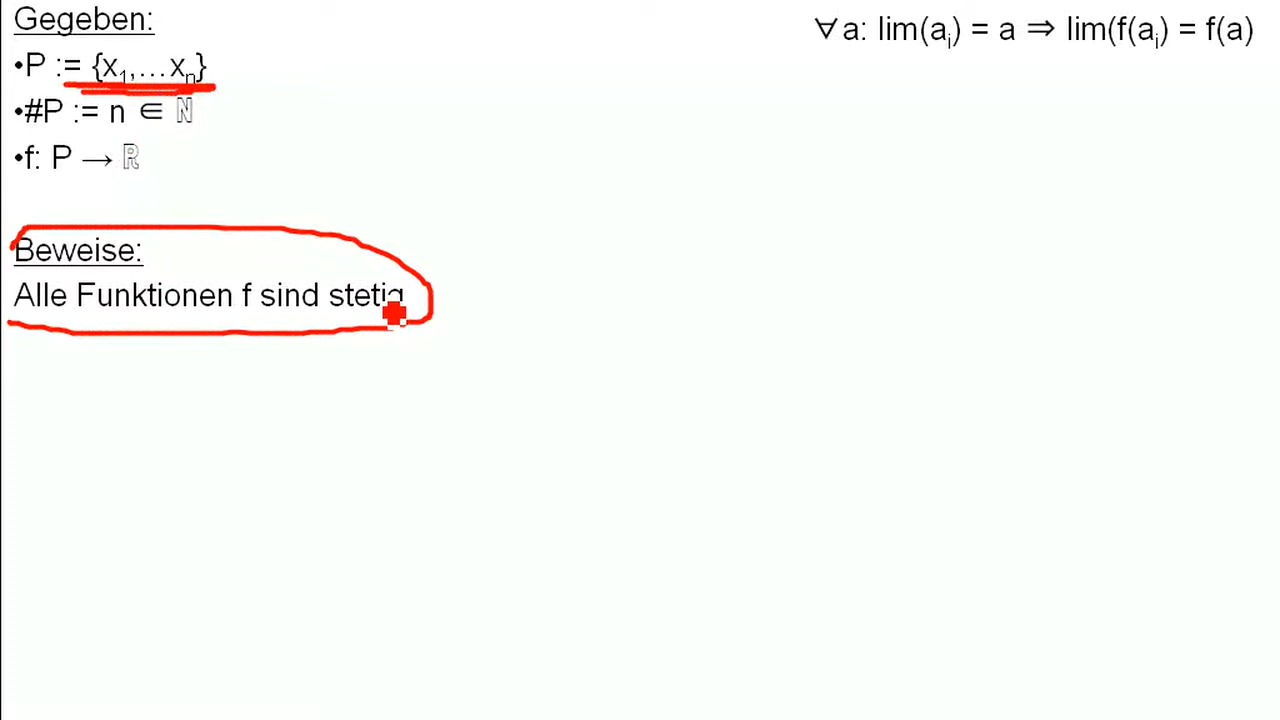 Gegeben:
•P := {x₁,...xₙ}
•#P := n ∈ ℕ
•f: P → ℝ
Beweise:
Alle Funktionen f sind stetig
∀a: lim(aᵢ) = a ⇒ lim(f(aᵢ) = f(a)